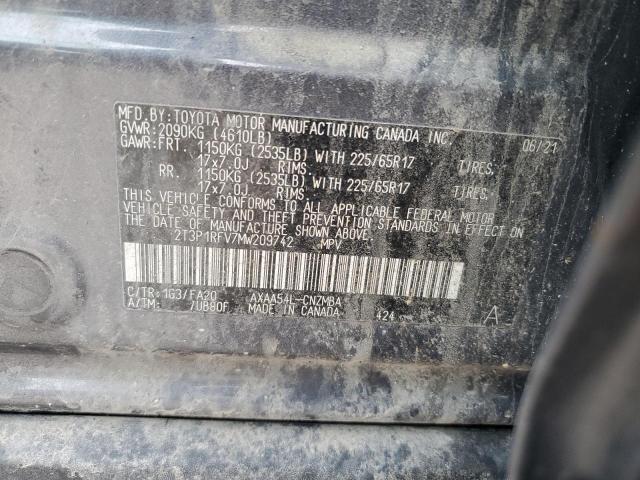 MFD.BY:TOYOTA MOTOR MANUFACTURING CANADA INC. 06/21
GVWR:2090KG (4610LB)
GAWR:FRT. 1150KG (2535LB) WITH 225/65R17 TIRES,
17x7.0J RIMS.
RR. 1150KG (2535LB) WITH 225/65R17 TIRES,
17x7.0J RIMS.
THIS VEHICLE CONFORMS TO ALL APPLICABLE FEDERAL MOTOR
VEHICLE, SAFETY AND THEFT PREVENTION STANDARDS IN EFFECT
ON THE DATE OF MANUFACTURE SHOWN ABOVE.
2T3P1RFV7MW209742 MPV
C/TR:1G3/FA20 AXAA54L-CNZMBA
A/TM: /UB80F MADE IN CANADA 424 A